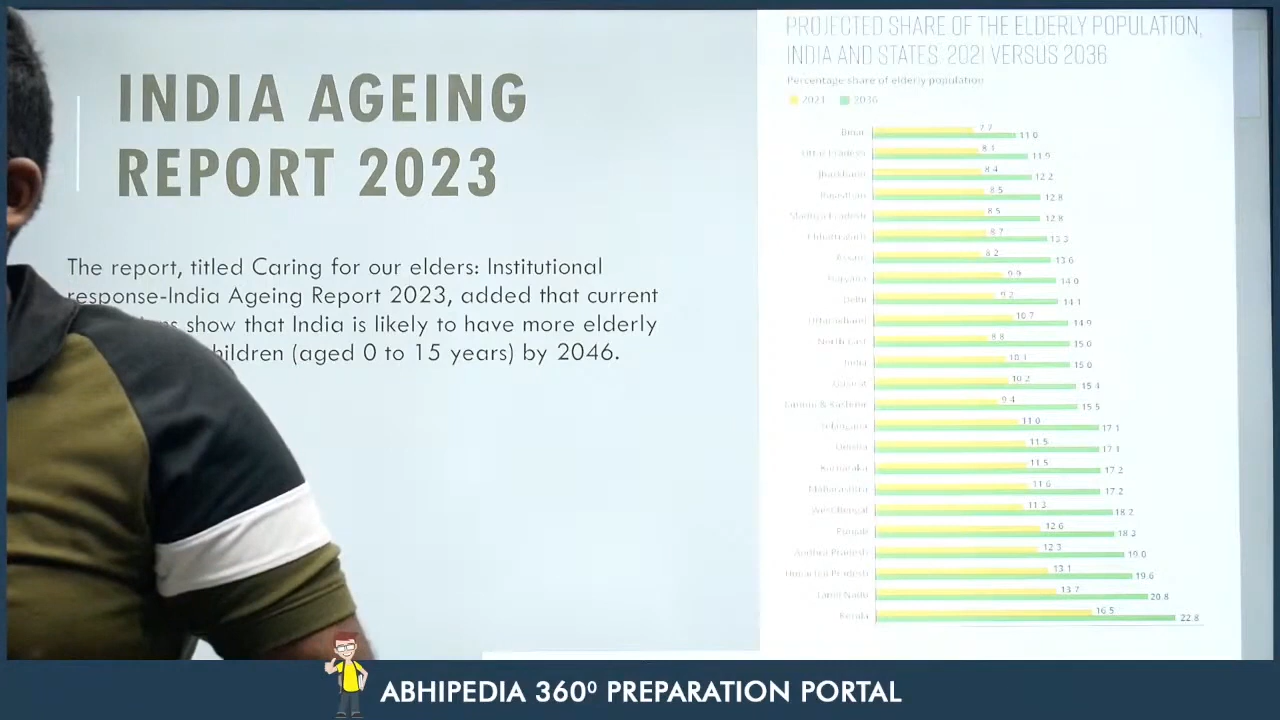 INDIA AGEING
REPORT 2023
The report, titled Caring for our elders: Institutional
response-India Ageing Report 2023, added that current
show that India is likely to have more elderly
(aged 0 to 15 years) by 2046.
PROJECTED SHARE OF THE ELDERLY POPULATION,
INDIA AND STATES 2021 VERSUS 2036
Percentage share of elderly population
2021 2036
Bihar 7.7 11.0
Uttar Pradesh 8.1 11.9
Jharkhand 8.4 12.2
Rajasthan 8.5 12.8
Madhya Pradesh 8.5 12.8
Chhattisgarh 8.7 13.3
Assam 8.2 13.6
Haryana 9.9 14.0
Delhi 9.2 14.1
Uttarakhand 10.7 14.9
North East 8.8 15.0
India 10.1 15.0
Gujarat 10.2 15.4
Jammu & Kashmir 9.4 15.5
Telangana 11.0 17.1
Odisha 11.5 17.1
Karnataka 11.5 17.2
Maharashtra 11.6 17.2
West Bengal 11.3 18.2
Punjab 12.6 18.3
Andhra Pradesh 12.3 19.0
Himachal Pradesh 13.1 19.6
Tamil Nadu 13.7 20.8
Kerala 16.5 22.8
ABHIPEDIA 360⁰ PREPARATION PORTAL